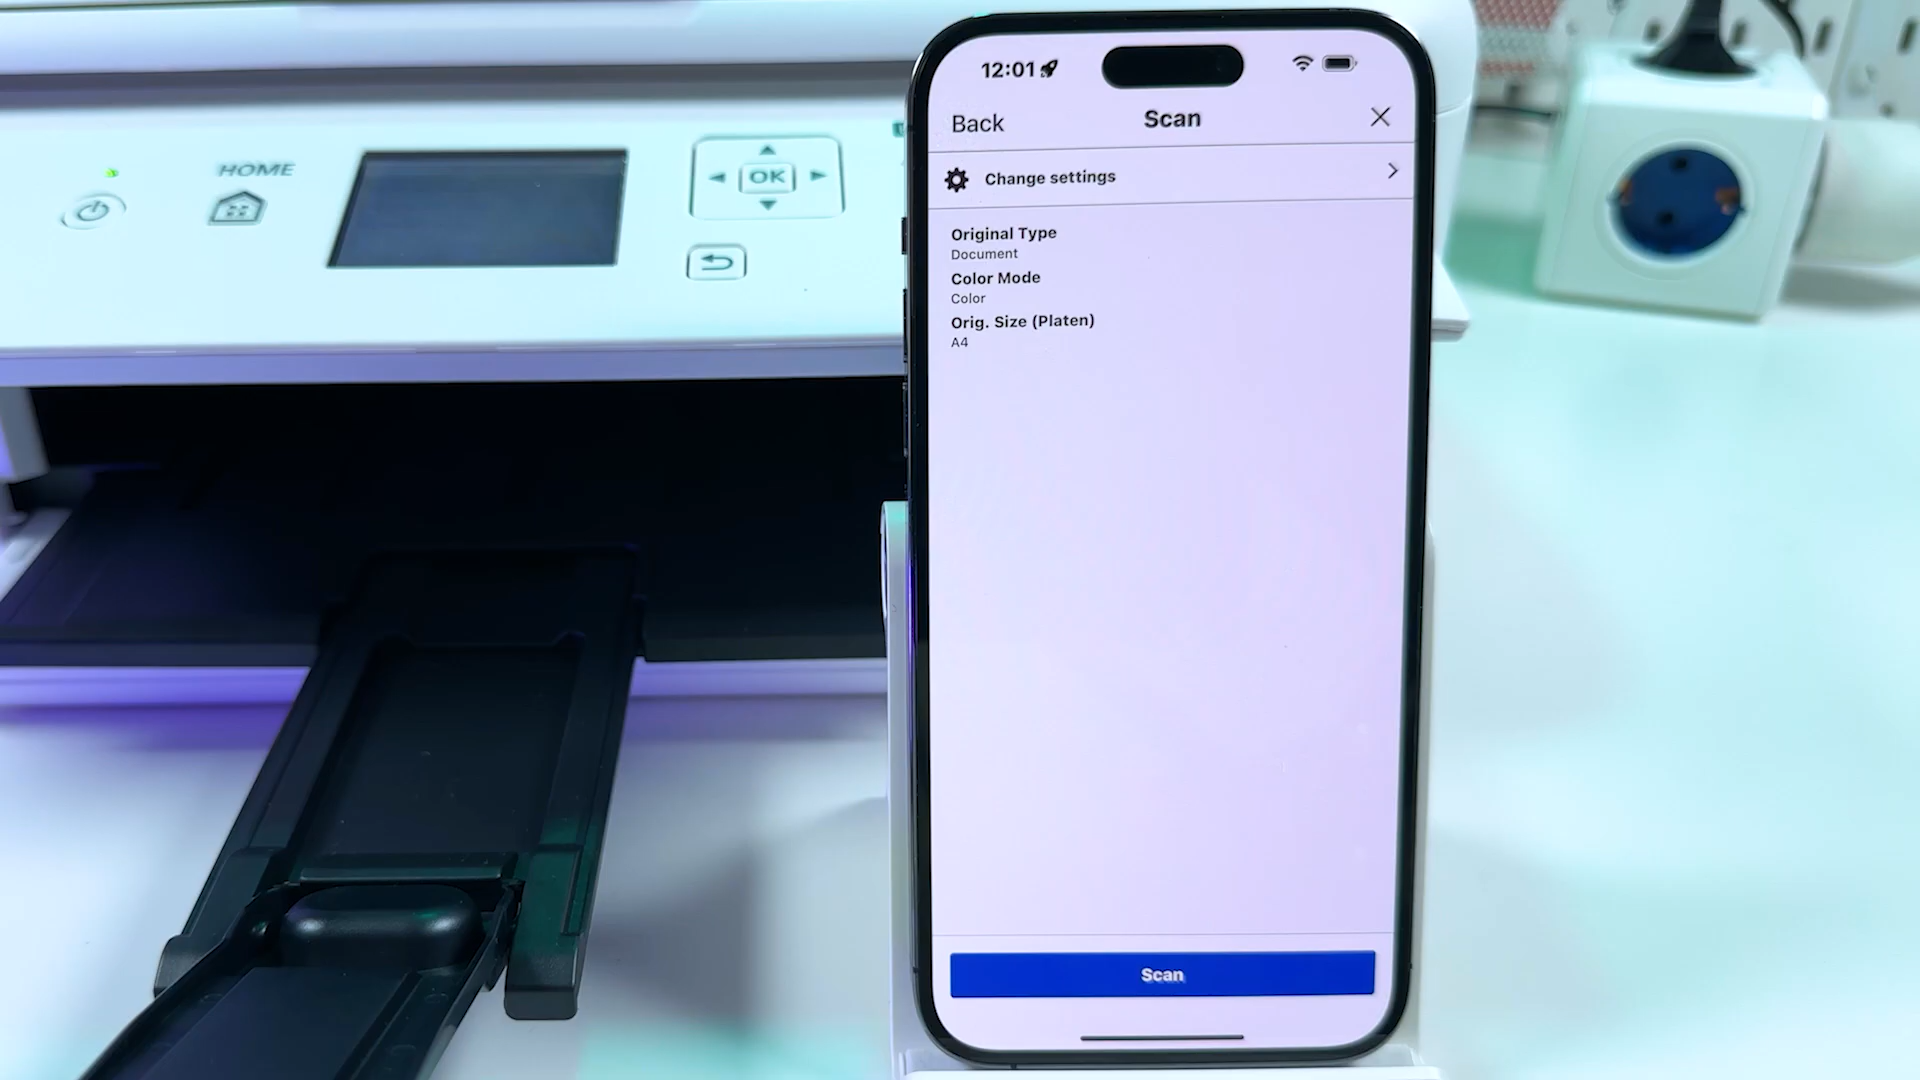 HOME
OK
12:01
Back
Scan
Change settings
Original Type
Document
Color Mode
Color
Orig. Size (Platen)
A4
Scan